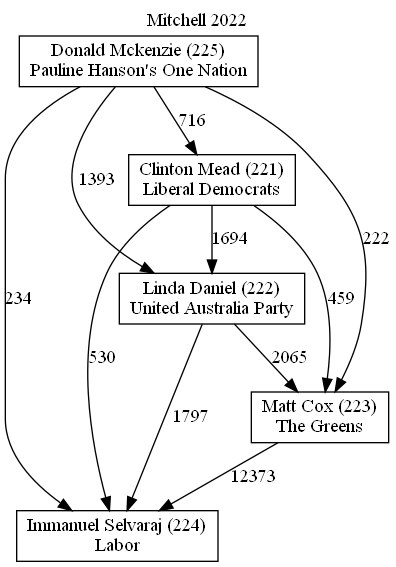 Mitchell 2022
Donald Mckenzie (225)
Pauline Hanson's One Nation
716
Clinton Mead (221)
Liberal Democrats
1393
1694
222
Linda Daniel (222)
United Australia Party
234
459
530
2065
1797
Matt Cox (223)
The Greens
12373
Immanuel Selvaraj (224)
Labor